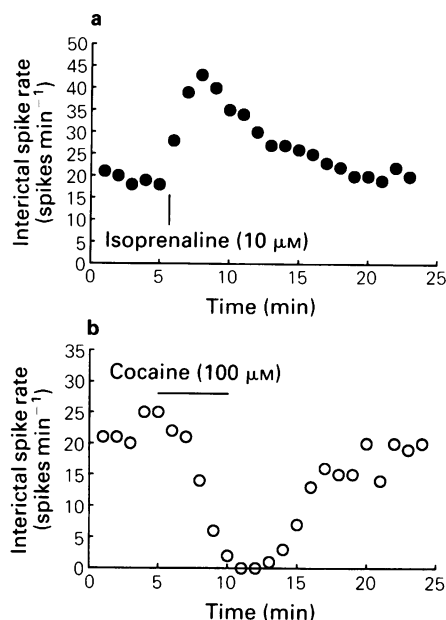 a
Interictal spike rate
(spikes min⁻¹)
50
45
40
35
30
25
20
15
10
5
0
Isoprenaline (10 μM)
0 5 10 15 20 25
Time (min)
b
Interictal spike rate
(spikes min⁻¹)
35
30
25
20
15
10
5
0
Cocaine (100 μM)
0 5 10 15 20 25
Time (min)